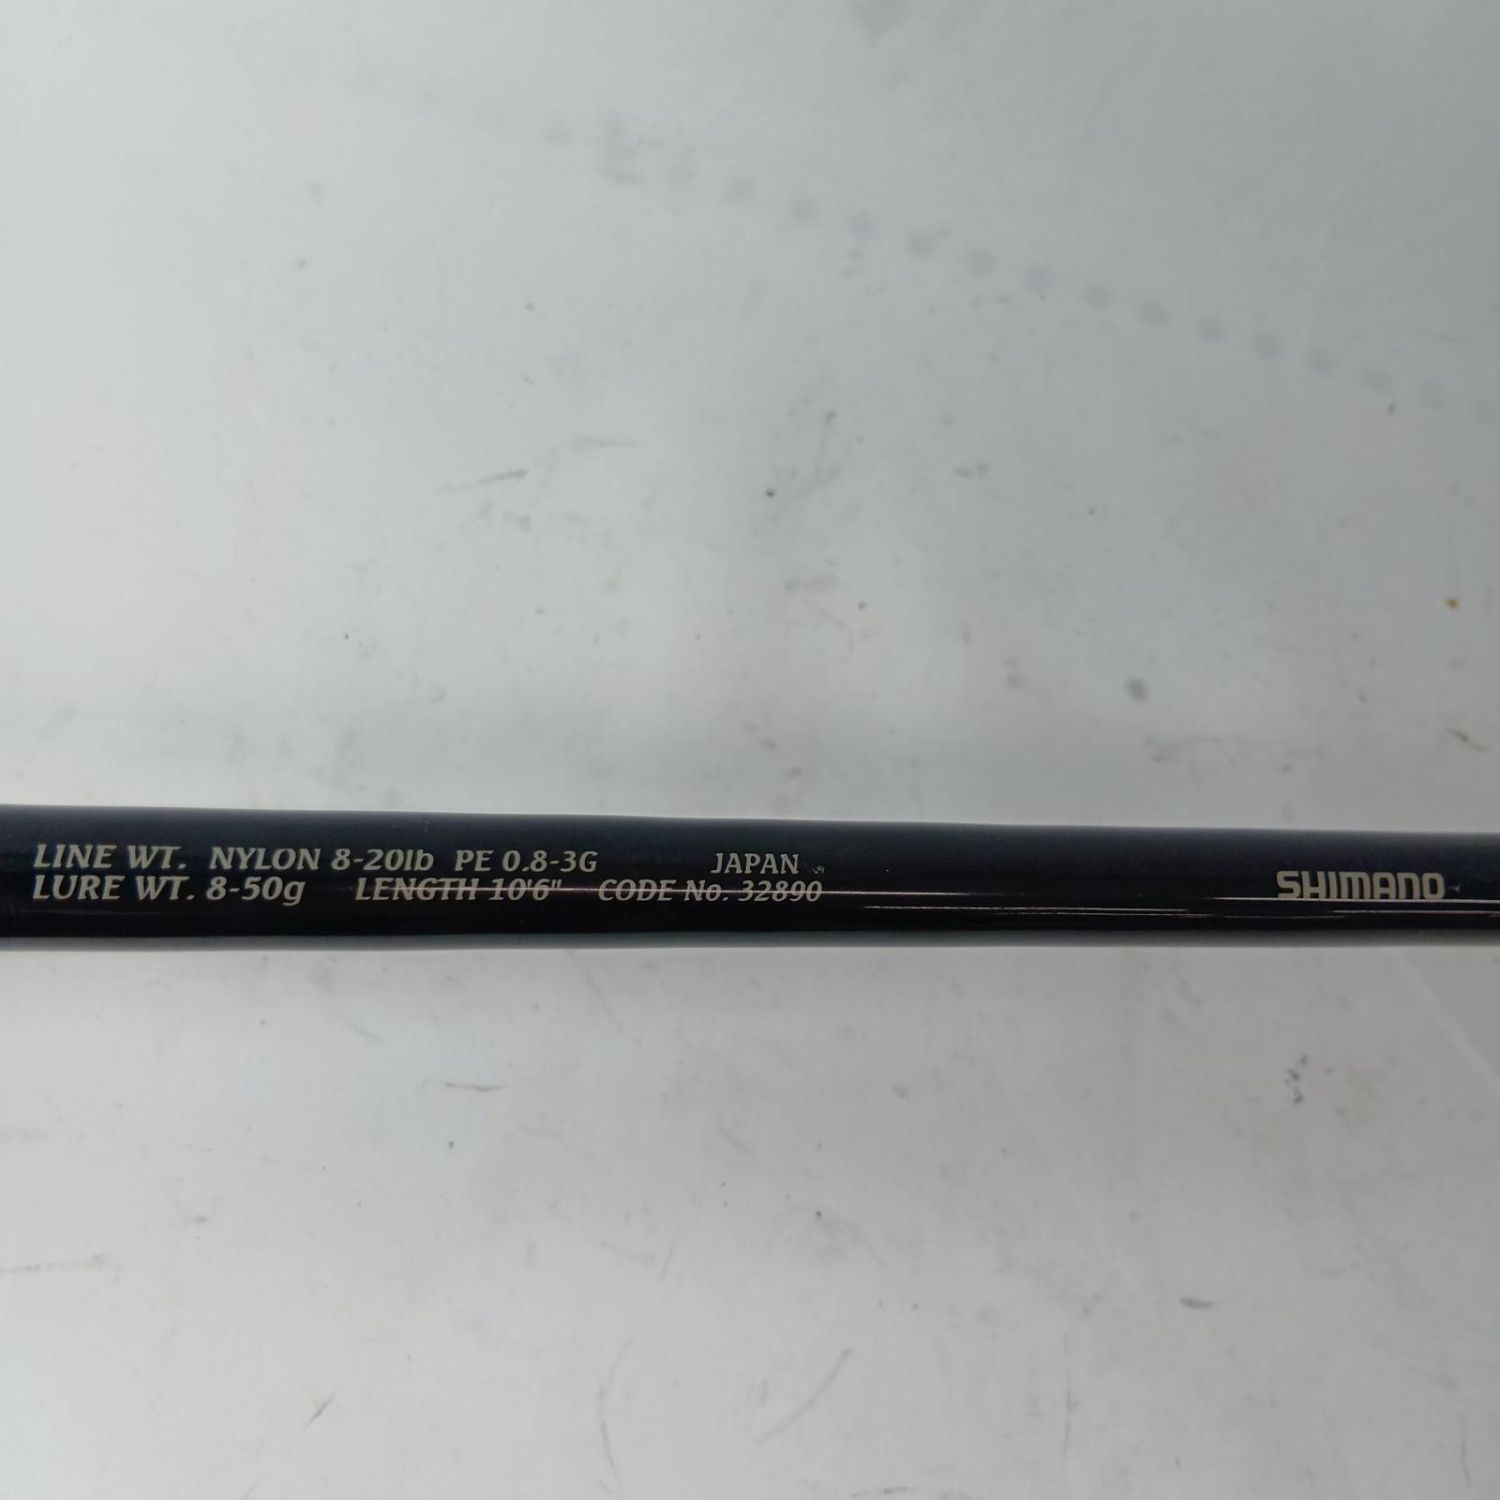 LINE WT. NYLON 8-20lb PE 0.8-3G JAPAN
LURE WT. 8-50g LENGTH 10'6" CODE No. 32890
SHIMANO